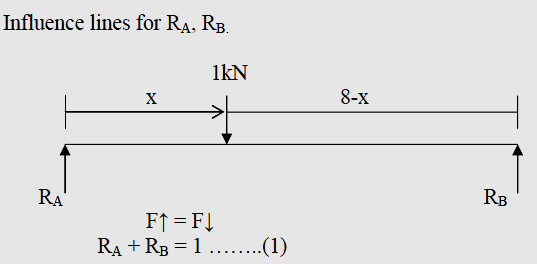 Influence lines for RA, RB.
1kN
x 8-x
RA RB
F↑ = F↓
RA + RB = 1 ........(1)